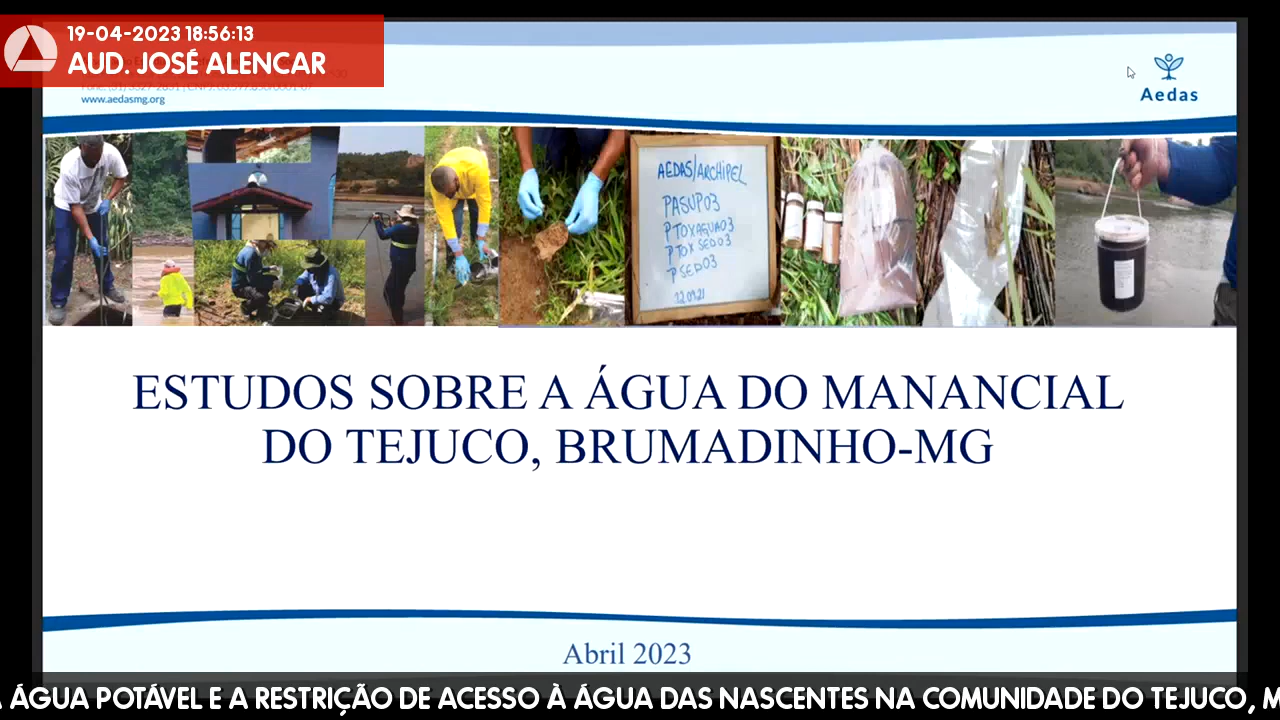 19-04-2023 18:56:13
AUD. JOSÉ ALENCAR
www.aedasmg.org
Aedas
AEDAS/ARCHIPEL
PASUP03
PTOXAGUA03
PTOX SED03
PSED03
ESTUDOS SOBRE A ÁGUA DO MANANCIAL
DO TEJUCO, BRUMADINHO-MG
Abril 2023
ÁGUA POTÁVEL E A RESTRIÇÃO DE ACESSO À ÁGUA DAS NASCENTES NA COMUNIDADE DO TEJUCO, M